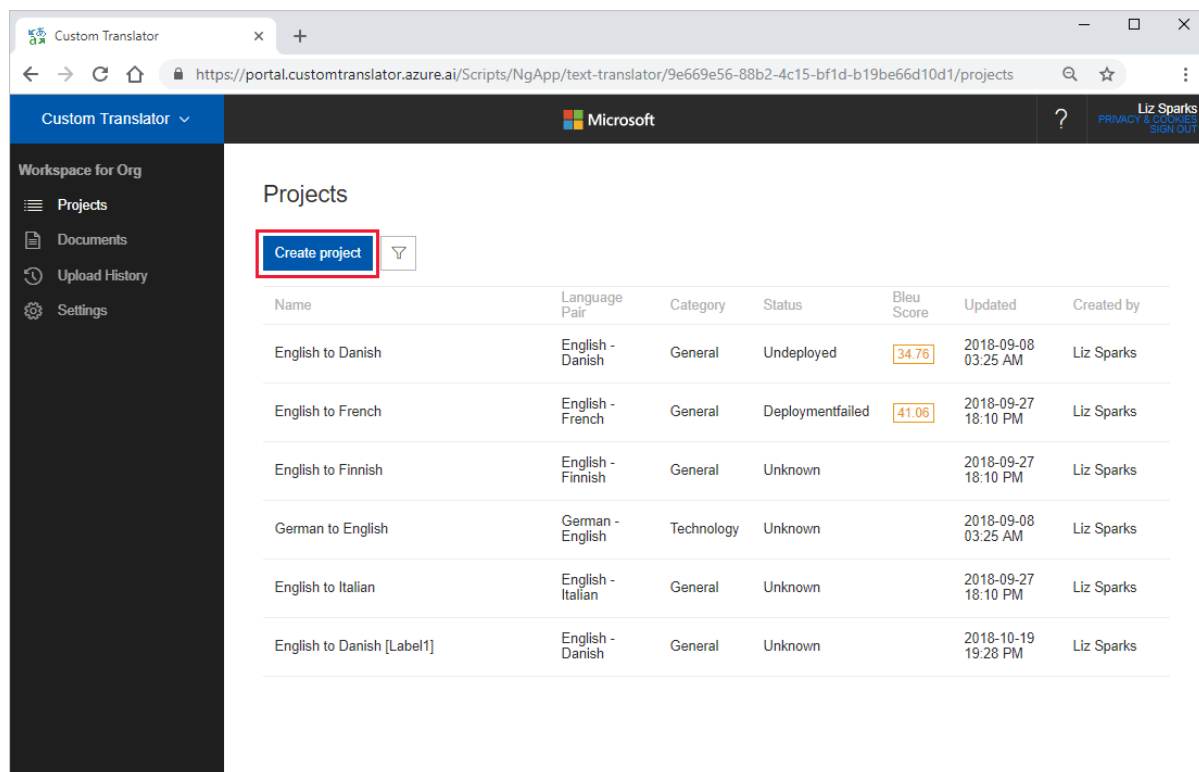 Custom Translator
https://portal.customtranslator.azure.ai/Scripts/NgApp/text-translator/9e669e56-88b2-4c15-bf1d-b19be66d10d1/projects
Custom Translator
Microsoft
?
Liz Sparks
PRIVACY & COOKIES
SIGN OUT
Workspace for Org
Projects
Documents
Upload History
Settings
Projects
Create project
Name Language Pair Category Status Bleu Score Updated Created by
English to Danish English - Danish General Undeployed 34.76 2018-09-08 03:25 AM Liz Sparks
English to French English - French General Deploymentfailed 41.06 2018-09-27 18:10 PM Liz Sparks
English to Finnish English - Finnish General Unknown 2018-09-27 18:10 PM Liz Sparks
German to English German - English Technology Unknown 2018-09-08 03:25 AM Liz Sparks
English to Italian English - Italian General Unknown 2018-09-27 18:10 PM Liz Sparks
English to Danish [Label1] English - Danish General Unknown 2018-10-19 19:28 PM Liz Sparks